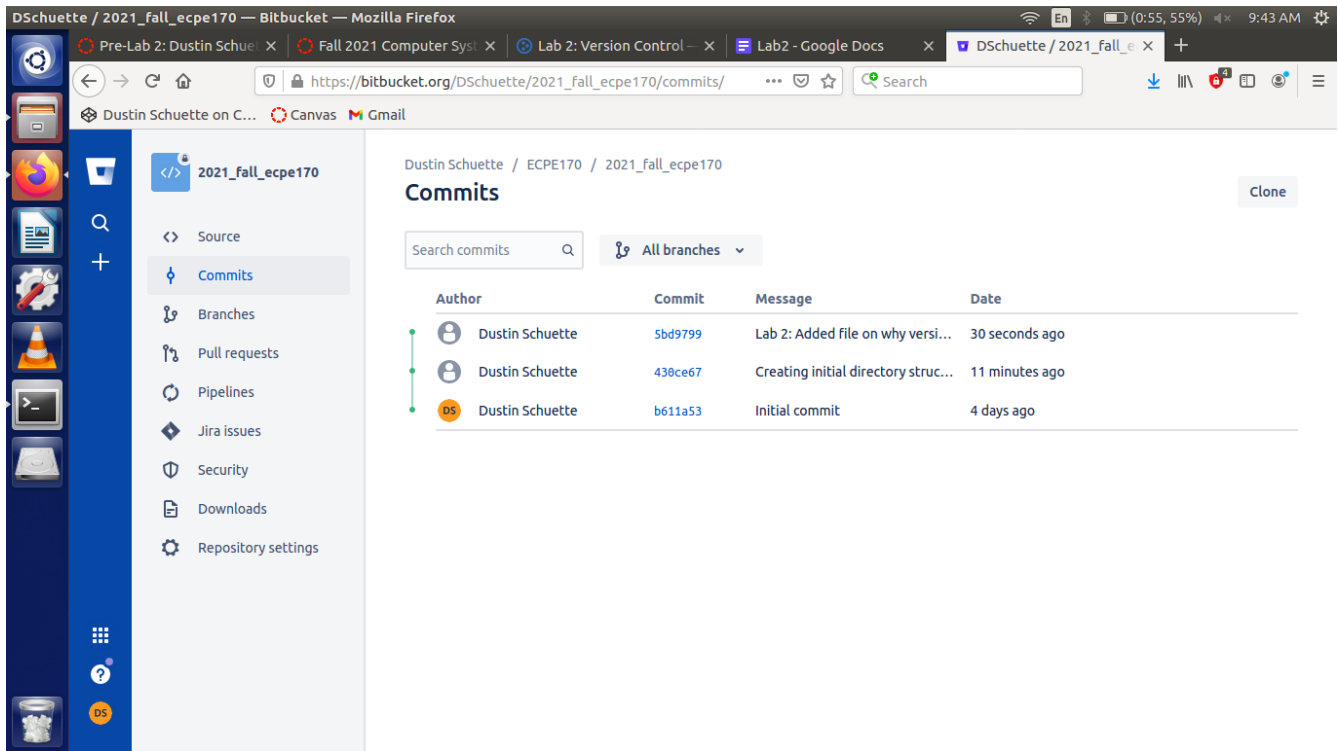 DSchuette / 2021_fall_ecpe170 — Bitbucket — Mozilla Firefox
En (0:55, 55%) 9:43 AM
Pre-Lab 2: Dustin Schuet
Fall 2021 Computer Syst
Lab 2: Version Control —
Lab2 - Google Docs
DSchuette / 2021_fall_e
https://bitbucket.org/DSchuette/2021_fall_ecpe170/commits/
Search
4
Dustin Schuette on C... Canvas Gmail
2021_fall_ecpe170
Source
Commits
Branches
Pull requests
Pipelines
Jira issues
Security
Downloads
Repository settings
DS
Dustin Schuette / ECPE170 / 2021_fall_ecpe170
Commits
Clone
Search commits
All branches
Author Commit Message Date
Dustin Schuette 5bd9799 Lab 2: Added file on why versi... 30 seconds ago
Dustin Schuette 430ce67 Creating initial directory struc... 11 minutes ago
DS Dustin Schuette b611a53 Initial commit 4 days ago